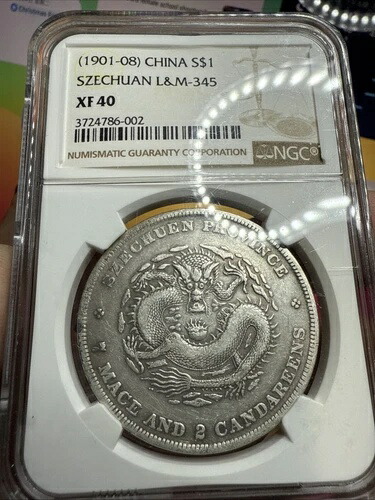 (1901-08) CHINA S$1
SZECHUAN L&M-345
XF 40
3724786-002
NUMISMATIC GUARANTY CORPORATION
NGC®
SZECHUEN PROVINCE
7 MACE AND 2 CANDAREENS